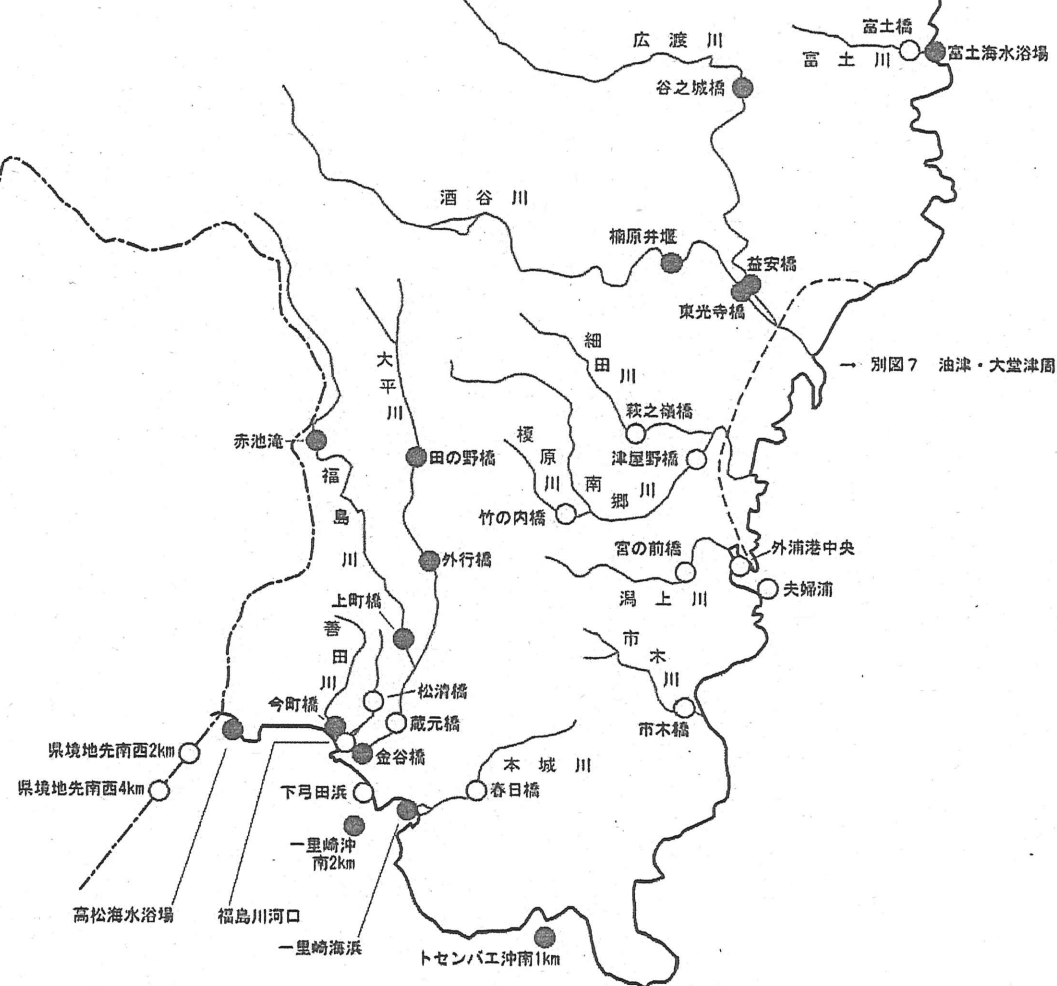 富土橋
広渡川
富土川
富土海水浴場
谷之城橋
酒谷川
楠原井堰
益安橋
東光寺橋
細田川
大平川
→ 別図7 油津・大堂津周
萩之嶺橋
榎原川
赤池滝
田の野橋
津屋野橋
福島川
南郷川
竹の内橋
外行橋
宮の前橋
外浦港中央
夫婦浦
潟上川
上町橋
善田川
市木川
松清橋
今町橋
蔵元橋
市木橋
県境地先南西2km
金谷橋
本城川
県境地先南西4km
下弓田浜
春日橋
一里崎沖
南2km
高松海水浴場
福島川河口
一里崎海浜
トセンバエ沖南1km